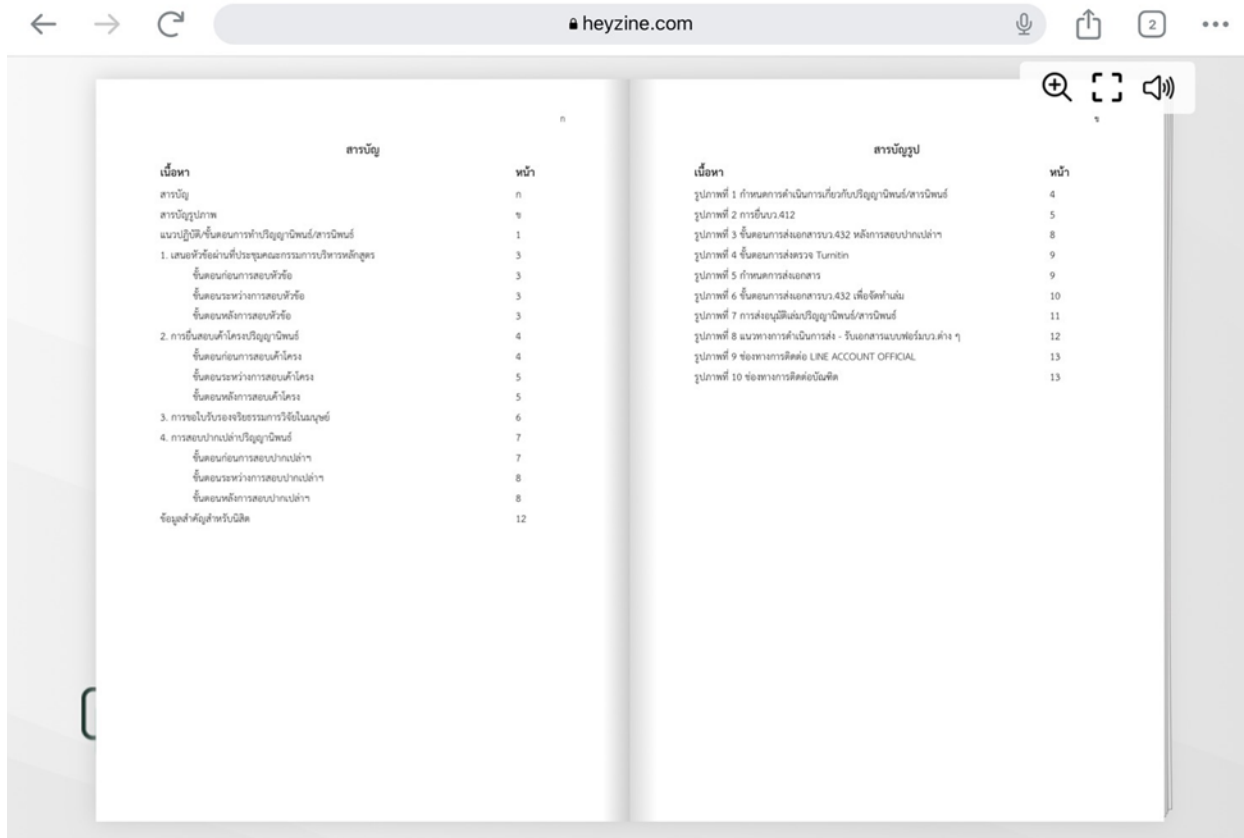 heyzine.com
2
ก
สารบัญ
เนื้อหา หน้า
สารบัญ ก
สารบัญรูปภาพ ข
แนวปฏิบัติ/ขั้นตอนการทำปริญญานิพนธ์/สารนิพนธ์ 1
1. เสนอหัวข้อผ่านที่ประชุมคณะกรรมการบริหารหลักสูตร 3
ขั้นตอนก่อนการสอบหัวข้อ 3
ขั้นตอนระหว่างการสอบหัวข้อ 3
ขั้นตอนหลังการสอบหัวข้อ 3
2. การยื่นสอบเค้าโครงปริญญานิพนธ์ 4
ขั้นตอนก่อนการสอบเค้าโครง 4
ขั้นตอนระหว่างการสอบเค้าโครง 5
ขั้นตอนหลังการสอบเค้าโครง 5
3. การขอใบรับรองจริยธรรมการวิจัยในมนุษย์ 6
4. การสอบปากเปล่าปริญญานิพนธ์ 7
ขั้นตอนก่อนการสอบปากเปล่าฯ 7
ขั้นตอนระหว่างการสอบปากเปล่าฯ 8
ขั้นตอนหลังการสอบปากเปล่าฯ 8
ข้อมูลสำคัญสำหรับนิสิต 12
ข
สารบัญรูป
เนื้อหา หน้า
รูปภาพที่ 1 กำหนดการดำเนินการเกี่ยวกับปริญญานิพนธ์/สารนิพนธ์ 4
รูปภาพที่ 2 การยื่นบว.412 5
รูปภาพที่ 3 ขั้นตอนการส่งเอกสารบว.432 หลังการสอบปากเปล่าฯ 8
รูปภาพที่ 4 ขั้นตอนการส่งตรวจ Turnitin 9
รูปภาพที่ 5 กำหนดการส่งเอกสาร 9
รูปภาพที่ 6 ขั้นตอนการส่งเอกสารบว.432 เพื่อจัดทำเล่ม 10
รูปภาพที่ 7 การส่งอนุมัติเล่มปริญญานิพนธ์/สารนิพนธ์ 11
รูปภาพที่ 8 แนวทางการดำเนินการส่ง - รับเอกสารแบบฟอร์มบว.ต่าง ๆ 12
รูปภาพที่ 9 ช่องทางการติดต่อ LINE ACCOUNT OFFICIAL 13
รูปภาพที่ 10 ช่องทางการติดต่อบัณฑิต 13